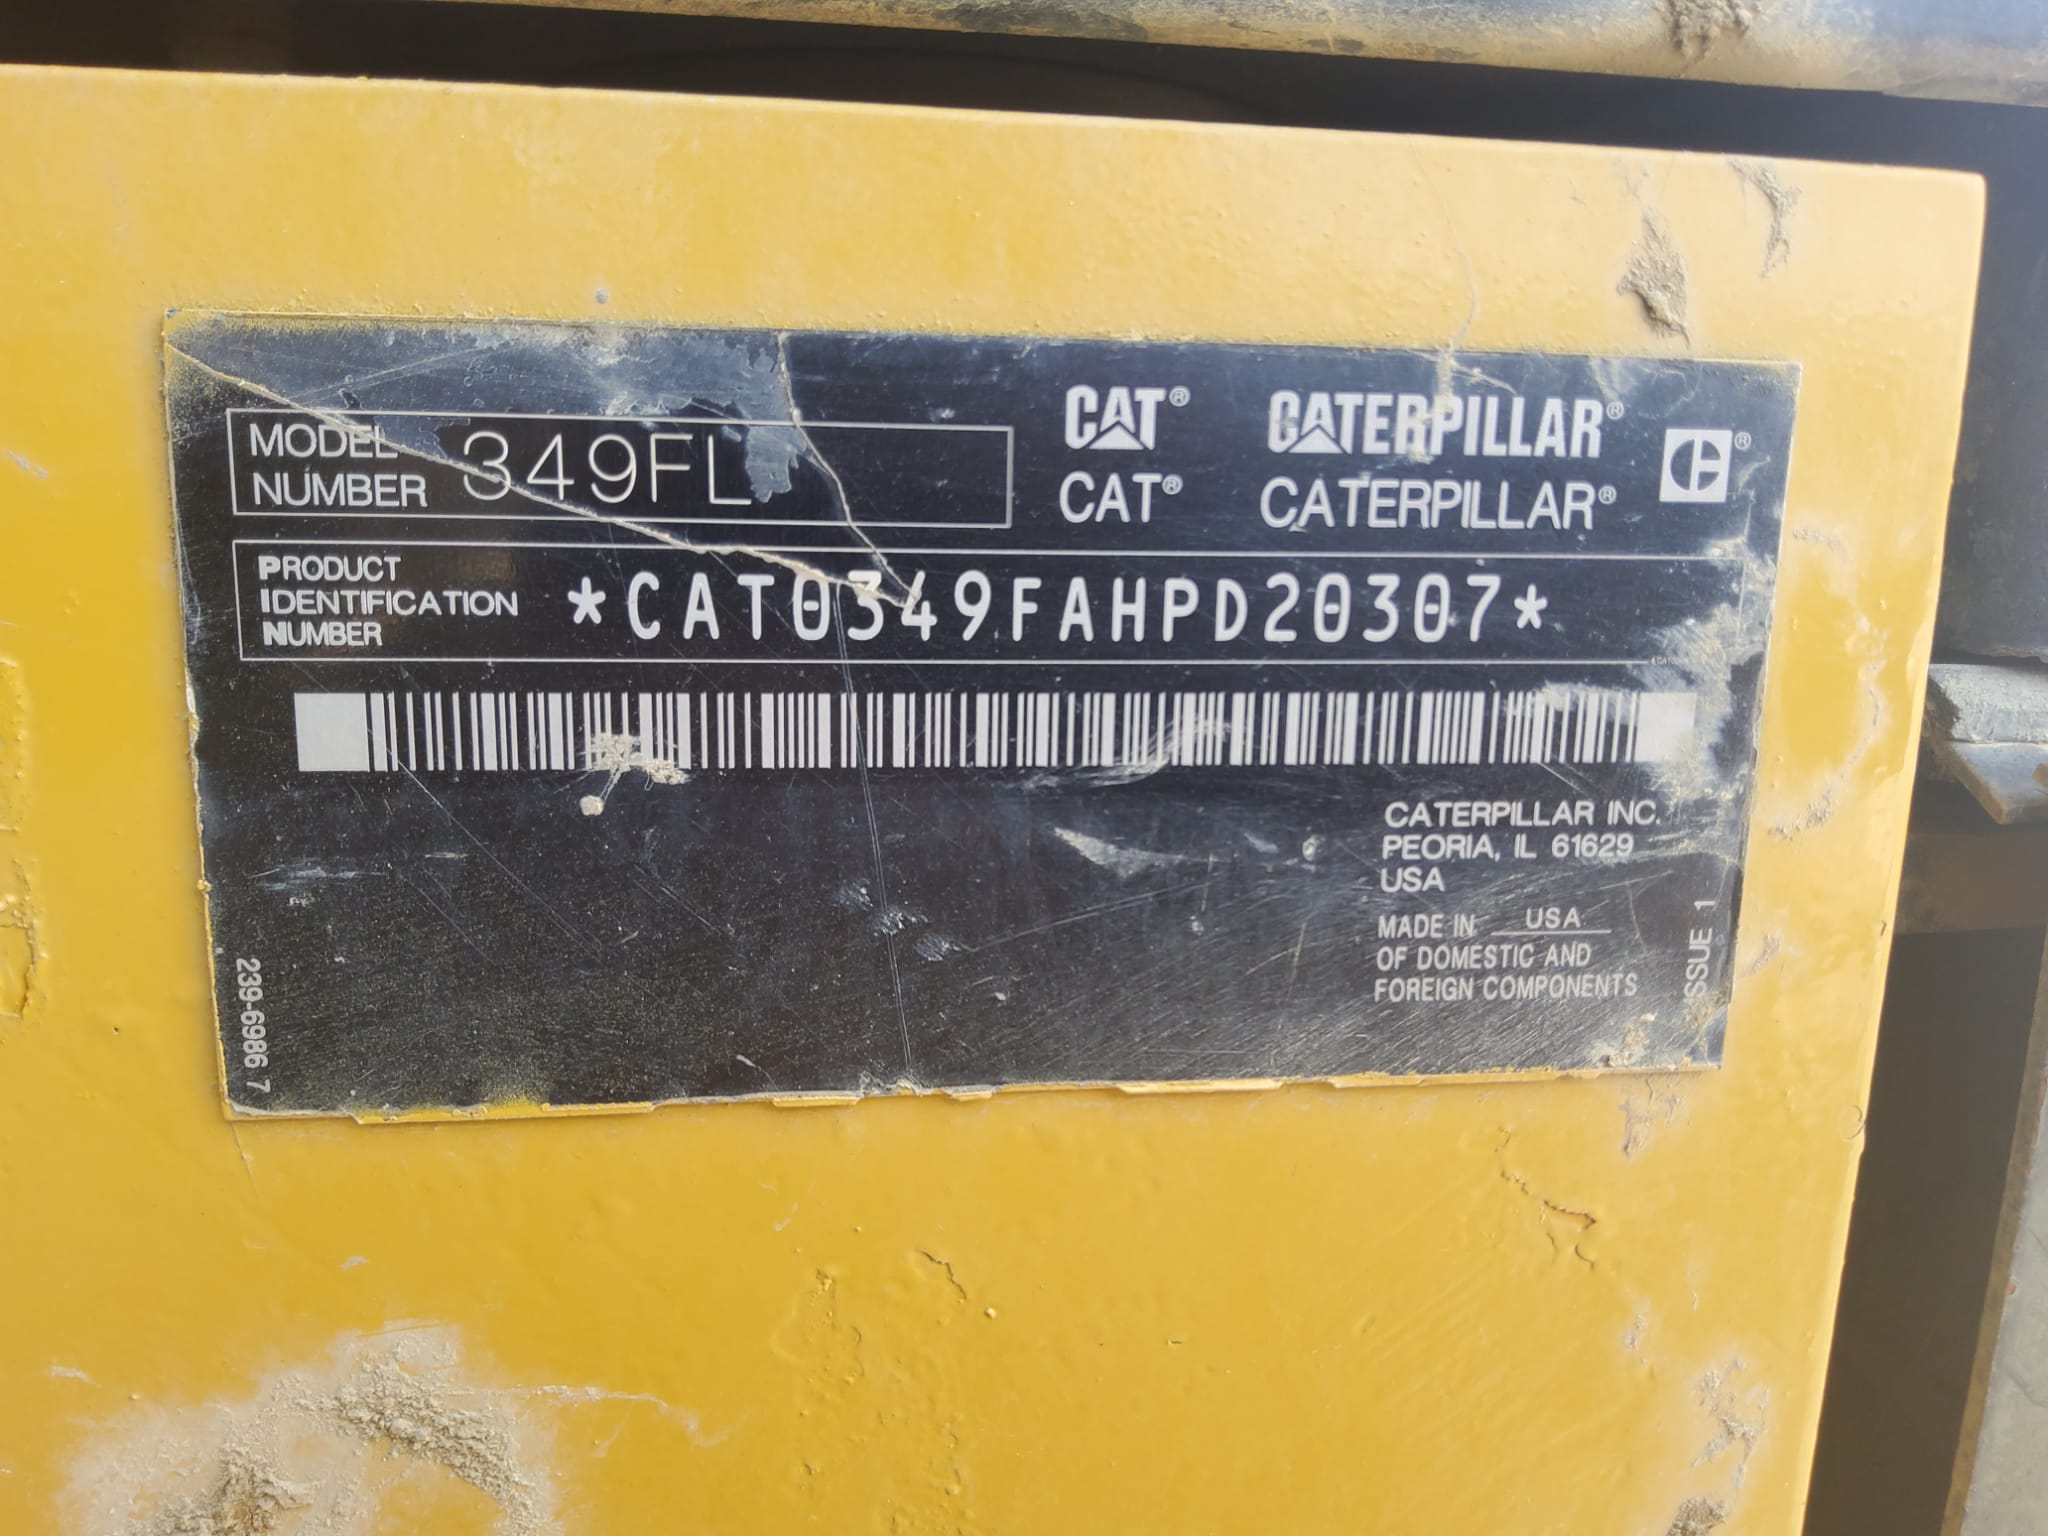 MODEL NUMBER 349FL
CAT® CATERPILLAR®
CAT® CATERPILLAR®
PRODUCT
IDENTIFICATION
NUMBER
*CAT0349FAHPD20307*
CATERPILLAR INC.
PEORIA, IL 61629
USA
MADE IN USA
OF DOMESTIC AND
FOREIGN COMPONENTS
ISSUE 1
239-6986 7